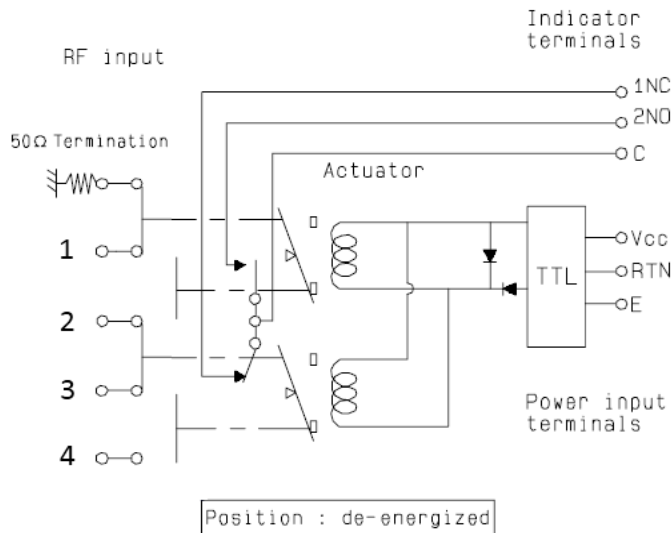 Indicator
terminals
RF input
1NC
2NO
50Ω Termination
C
Actuator
1
Vcc
TTL
RTN
2
E
3
Power input
terminals
4
Position : de-energized